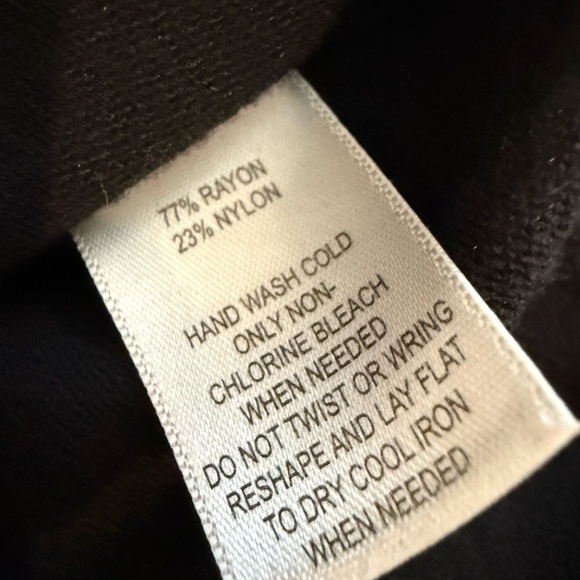 77% RAYON
23% NYLON
HAND WASH COLD
ONLY NON-
CHLORINE BLEACH
WHEN NEEDED
DO NOT TWIST OR WRING
RESHAPE AND LAY FLAT
TO DRY COOL IRON
WHEN NEEDED